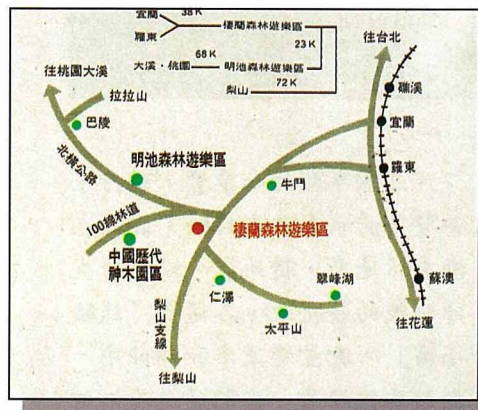 宜蘭
38K
棲蘭森林遊樂區
羅東
23K
大溪・桃園
68K
明池森林遊樂區
72K
梨山
往台北
往桃園大溪
拉拉山
巴陵
北橫公路
明池森林遊樂區
礁溪
宜蘭
羅東
牛鬥
100線林道
棲蘭森林遊樂區
中國歷代
神木園區
仁澤
翠峰湖
太平山
蘇澳
梨山支線
往花蓮
往梨山